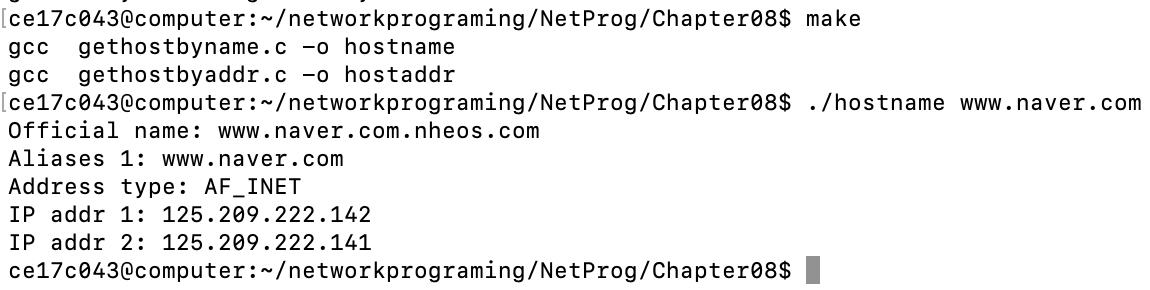 [ce17c043@computer:~/networkprograming/NetProg/Chapter08$ make
gcc  gethostbyname.c -o hostname
gcc  gethostbyaddr.c -o hostaddr
[ce17c043@computer:~/networkprograming/NetProg/Chapter08$ ./hostname www.naver.com
Official name: www.naver.com.nheos.com
Aliases 1: www.naver.com
Address type: AF_INET
IP addr 1: 125.209.222.142
IP addr 2: 125.209.222.141
ce17c043@computer:~/networkprograming/NetProg/Chapter08$